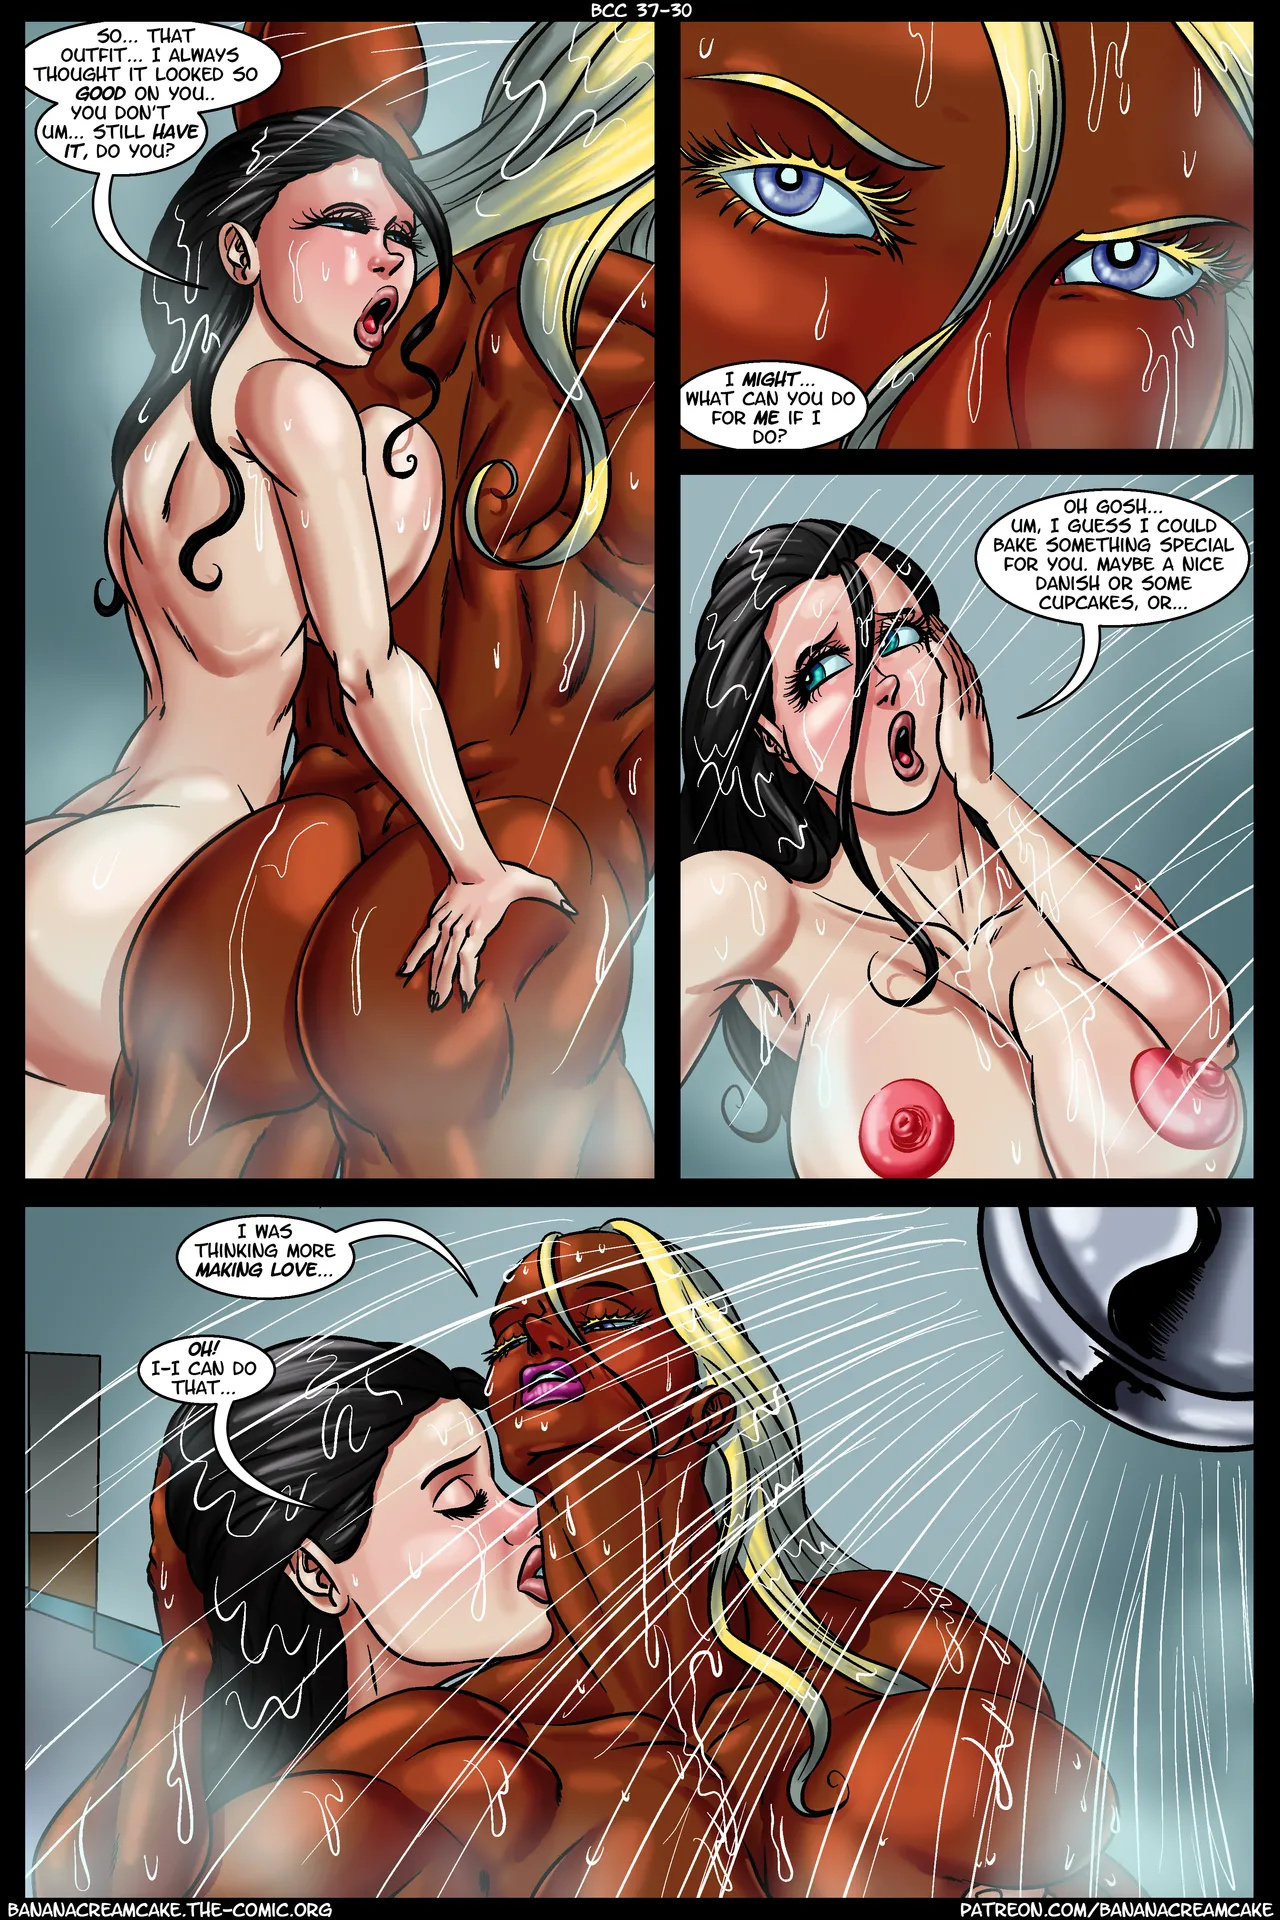 BCC 37-30
SO... THAT
OUTFIT... I ALWAYS
THOUGHT IT LOOKED SO
GOOD ON YOU..
YOU DON'T
UM... STILL HAVE
IT, DO YOU?
I MIGHT...
WHAT CAN YOU DO
FOR ME IF I
DO?
OH GOSH...
UM, I GUESS I COULD
BAKE SOMETHING SPECIAL
FOR YOU. MAYBE A NICE
DANISH OR SOME
CUPCAKES, OR...
I WAS
THINKING MORE
MAKING LOVE...
OH!
I-I CAN DO
THAT...
BANANACREAMCAKE.THE-COMIC.ORG
PATREON.COM/BANANACREAMCAKE